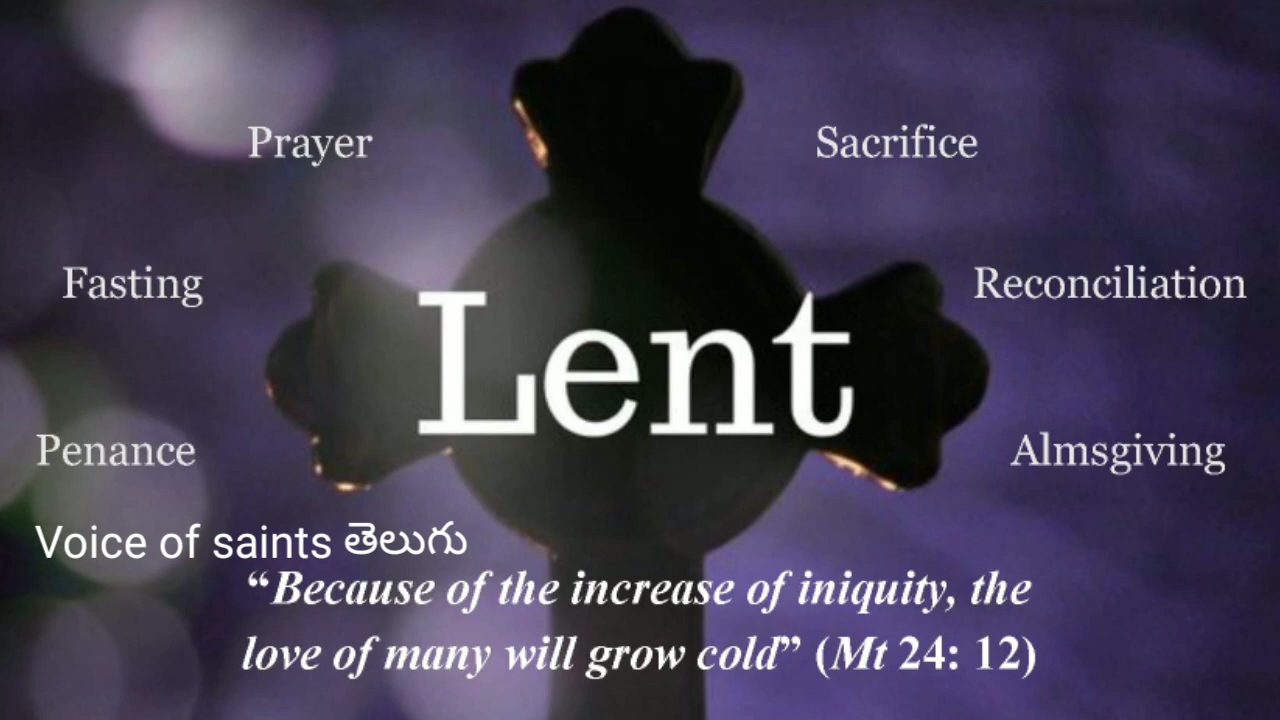 Prayer
Sacrifice
Fasting
Reconciliation
Lent
Penance
Almsgiving
Voice of saints తెలుగు
“Because of the increase of iniquity, the
love of many will grow cold” (Mt 24: 12)